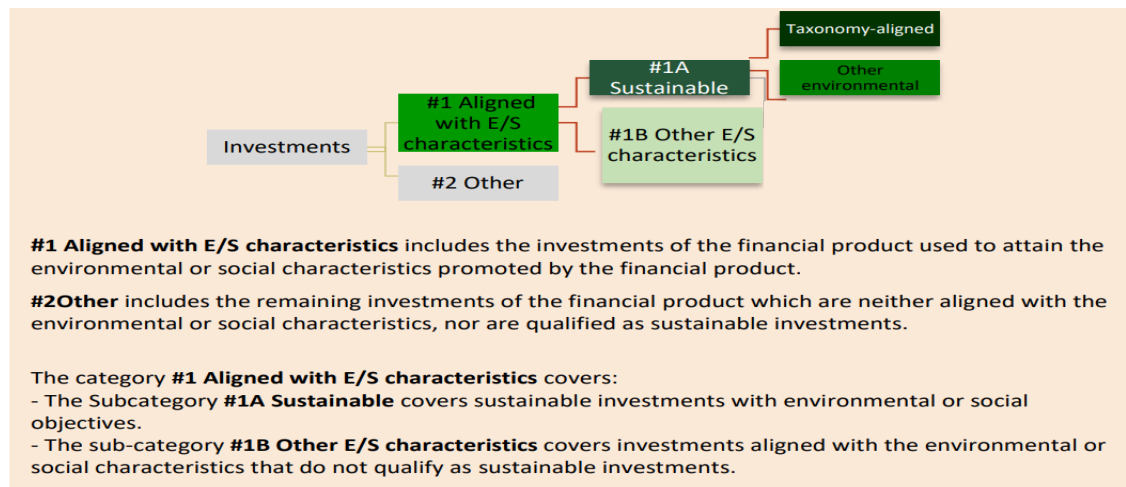 Taxonomy-aligned
#1A
Sustainable
Other
environmental
#1 Aligned
with E/S
characteristics
#1B Other E/S
characteristics
Investments
#2 Other
#1 Aligned with E/S characteristics includes the investments of the financial product used to attain the
environmental or social characteristics promoted by the financial product.
#2Other includes the remaining investments of the financial product which are neither aligned with the
environmental or social characteristics, nor are qualified as sustainable investments.
The category #1 Aligned with E/S characteristics covers:
- The Subcategory #1A Sustainable covers sustainable investments with environmental or social
objectives.
- The sub-category #1B Other E/S characteristics covers investments aligned with the environmental or
social characteristics that do not qualify as sustainable investments.